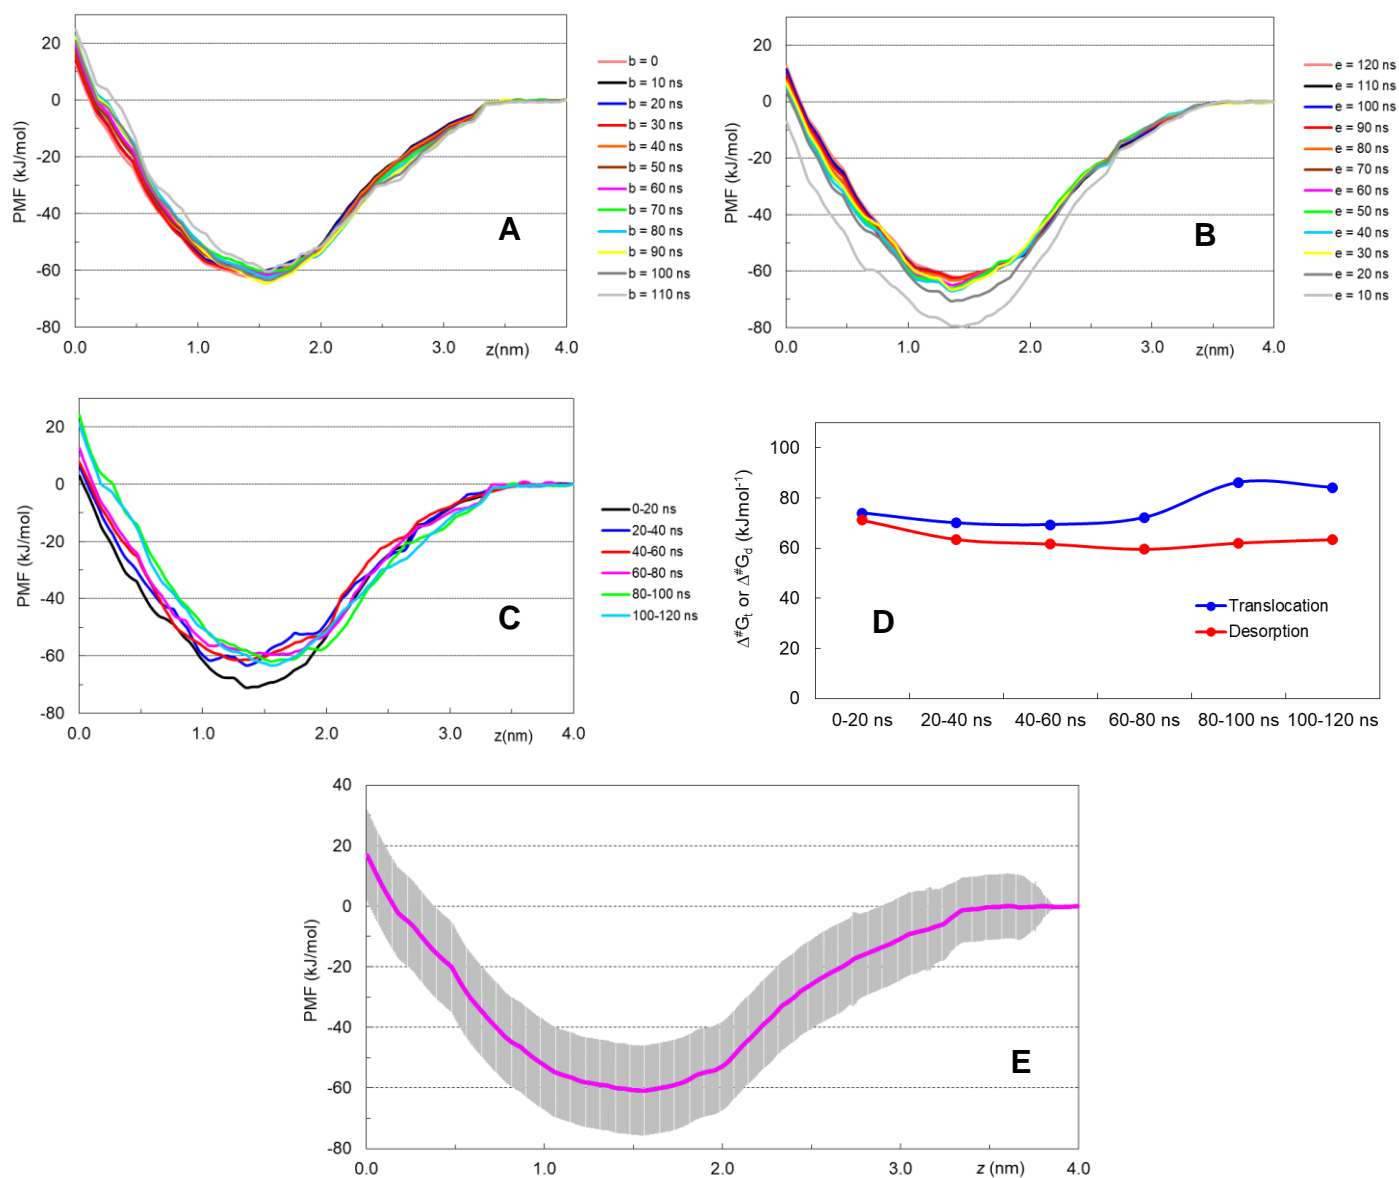 20
0
-20
-40
-60
-80
PMF (kJ/mol)
0.0
1.0
2.0
3.0
z(nm)
4.0
A
b = 0
b = 10 ns
b = 20 ns
b = 30 ns
b = 40 ns
b = 50 ns
b = 60 ns
b = 70 ns
b = 80 ns
b = 90 ns
b = 100 ns
b = 110 ns
20
0
-20
-40
-60
-80
PMF (kJ/mol)
0.0
1.0
2.0
3.0
z(nm)
4.0
B
e = 120 ns
e = 110 ns
e = 100 ns
e = 90 ns
e = 80 ns
e = 70 ns
e = 60 ns
e = 50 ns
e = 40 ns
e = 30 ns
e = 20 ns
e = 10 ns
20
0
-20
-40
-60
-80
PMF (kJ/mol)
0.0
1.0
2.0
3.0
z(nm)
4.0
C
0-20 ns
20-40 ns
40-60 ns
60-80 ns
80-100 ns
100-120 ns
100
80
60
40
20
0
Δ#Gt or Δ#Gd (kJmol-1)
D
Translocation
Desorption
0-20 ns
20-40 ns
40-60 ns
60-80 ns
80-100 ns
100-120 ns
40
20
0
-20
-40
-60
-80
PMF (kJ/mol)
0.0
1.0
2.0
3.0
z (nm)
4.0
E